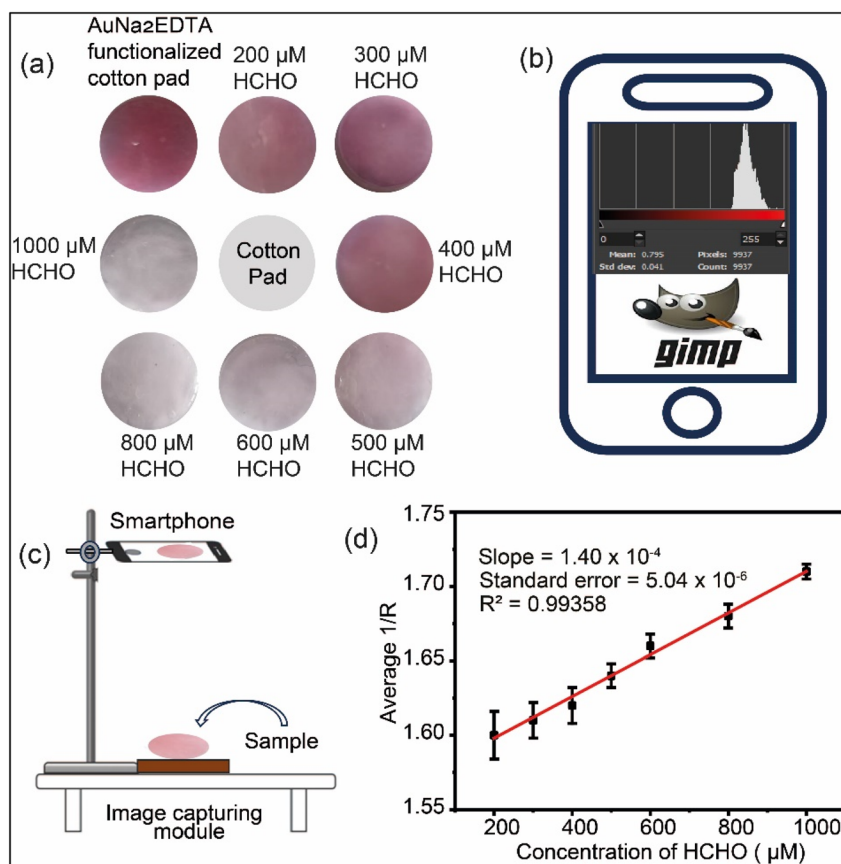 (a)
AuNa₂EDTA
functionalized
cotton pad
200 µM
HCHO
300 µM
HCHO
1000 µM
HCHO
Cotton
Pad
400 µM
HCHO
800 µM
HCHO
600 µM
HCHO
500 µM
HCHO
(b)
0
255
Mean: 0.795 Pixels: 9937
Std dev: 0.041 Count: 9937
gimp
(c)
Smartphone
Sample
Image capturing
module
(d)
Slope = 1.40 x 10⁻⁴
Standard error = 5.04 x 10⁻⁶
R² = 0.99358
Average 1/R
1.75
1.70
1.65
1.60
1.55
200 400 600 800 1000
Concentration of HCHO ( µM)